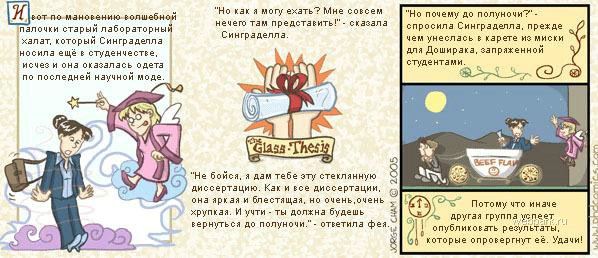 И вот по мановению волшебной
палочки старый лабораторный
халат, который Синграделла
носила ещё в студенчестве,
исчез и она оказалась одета
по последней научной моде.
"Но как я могу ехать? Мне совсем
нечего там представить!" - сказала
Синграделла.
The Glass Thesis
"Не бойся, я дам тебе эту стеклянную
диссертацию. Как и все диссертации,
она яркая и блестящая, но очень,очень
хрупкая. И учти - ты должна будешь
вернуться до полуночи." - ответила фея.
JORGE CHAM © 2005
"Но почему до полуночи?" -
спросила Синграделла, прежде
чем унеслась в карете из миски
для Доширака, запряженной
студентами.
BEEF FLAV
Потому что иначе
другая группа успеет
опубликовать результаты,
которые опровергнут её. Удачи!
www.phdcomics.com